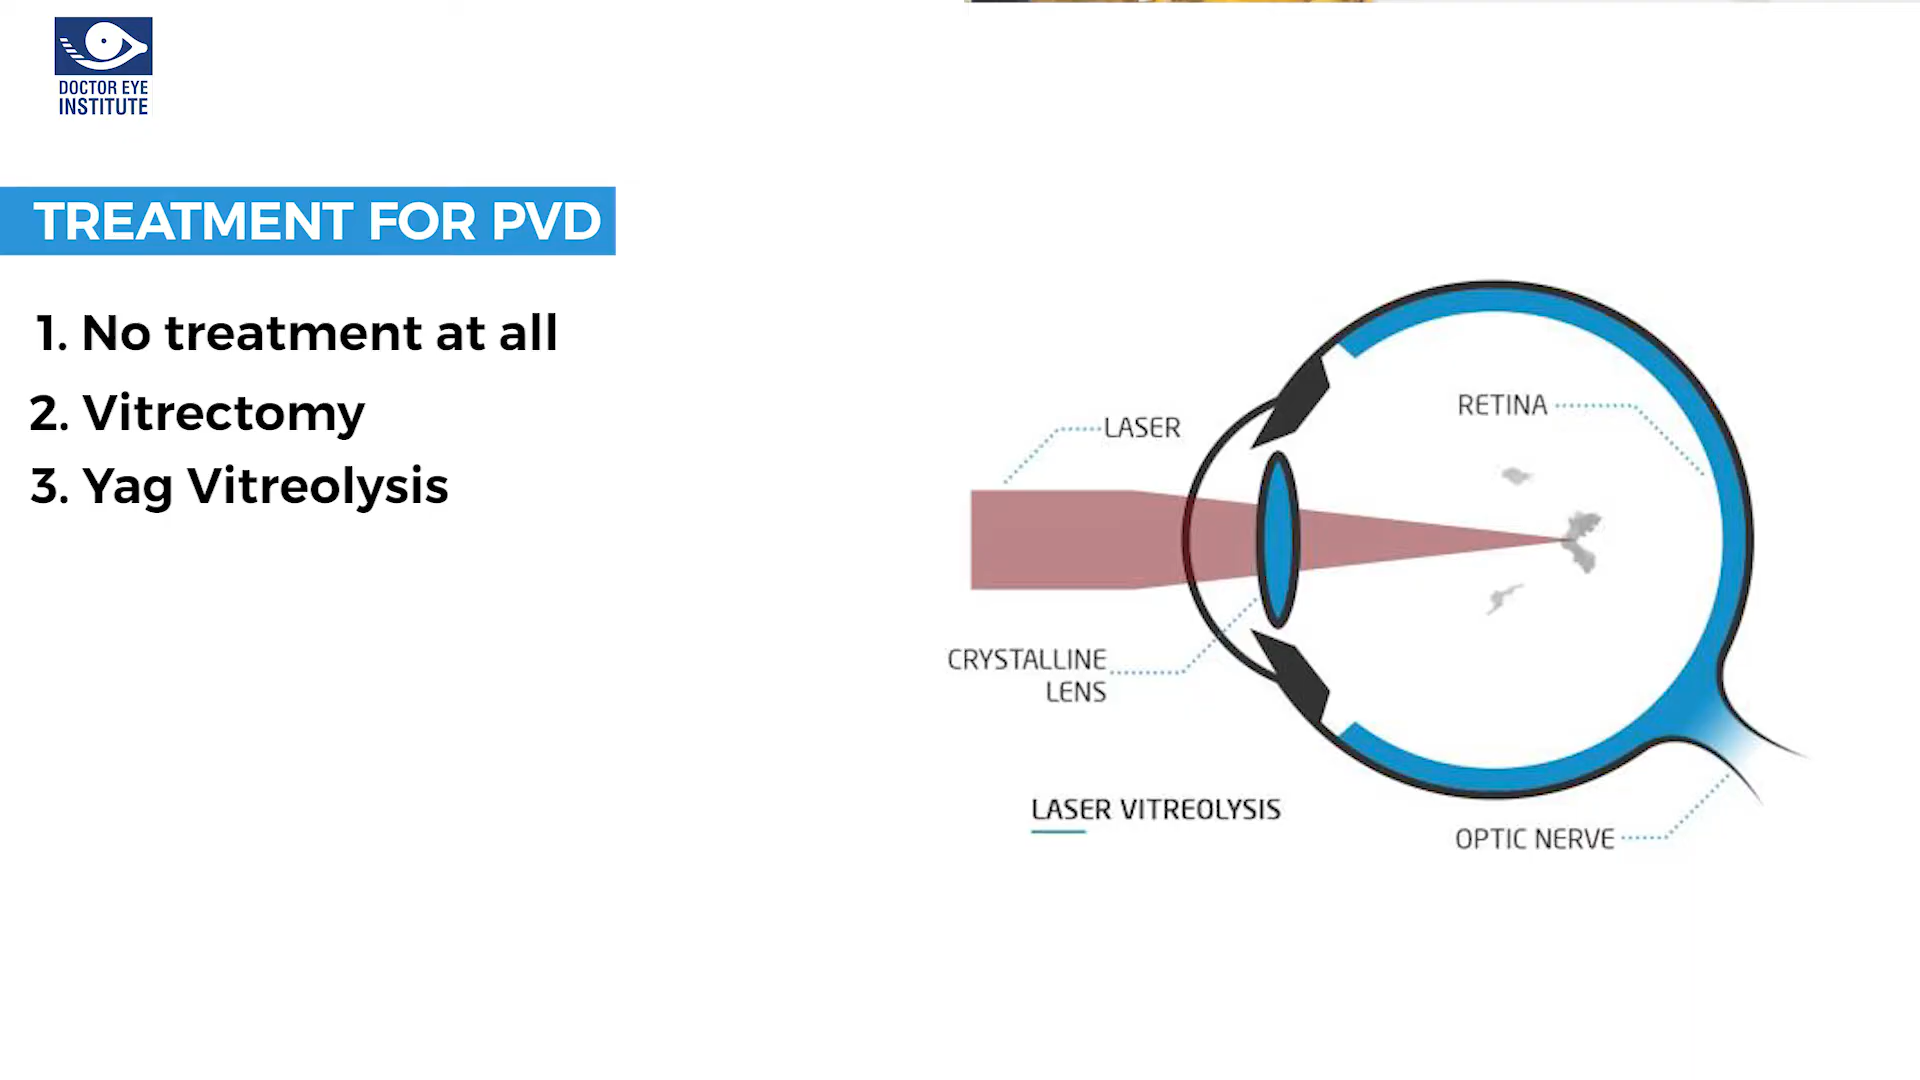 DOCTOR EYE
INSTITUTE
TREATMENT FOR PVD
1. No treatment at all
2. Vitrectomy
3. Yag Vitreolysis
LASER
RETINA
CRYSTALLINE
LENS
LASER VITREOLYSIS
OPTIC NERVE